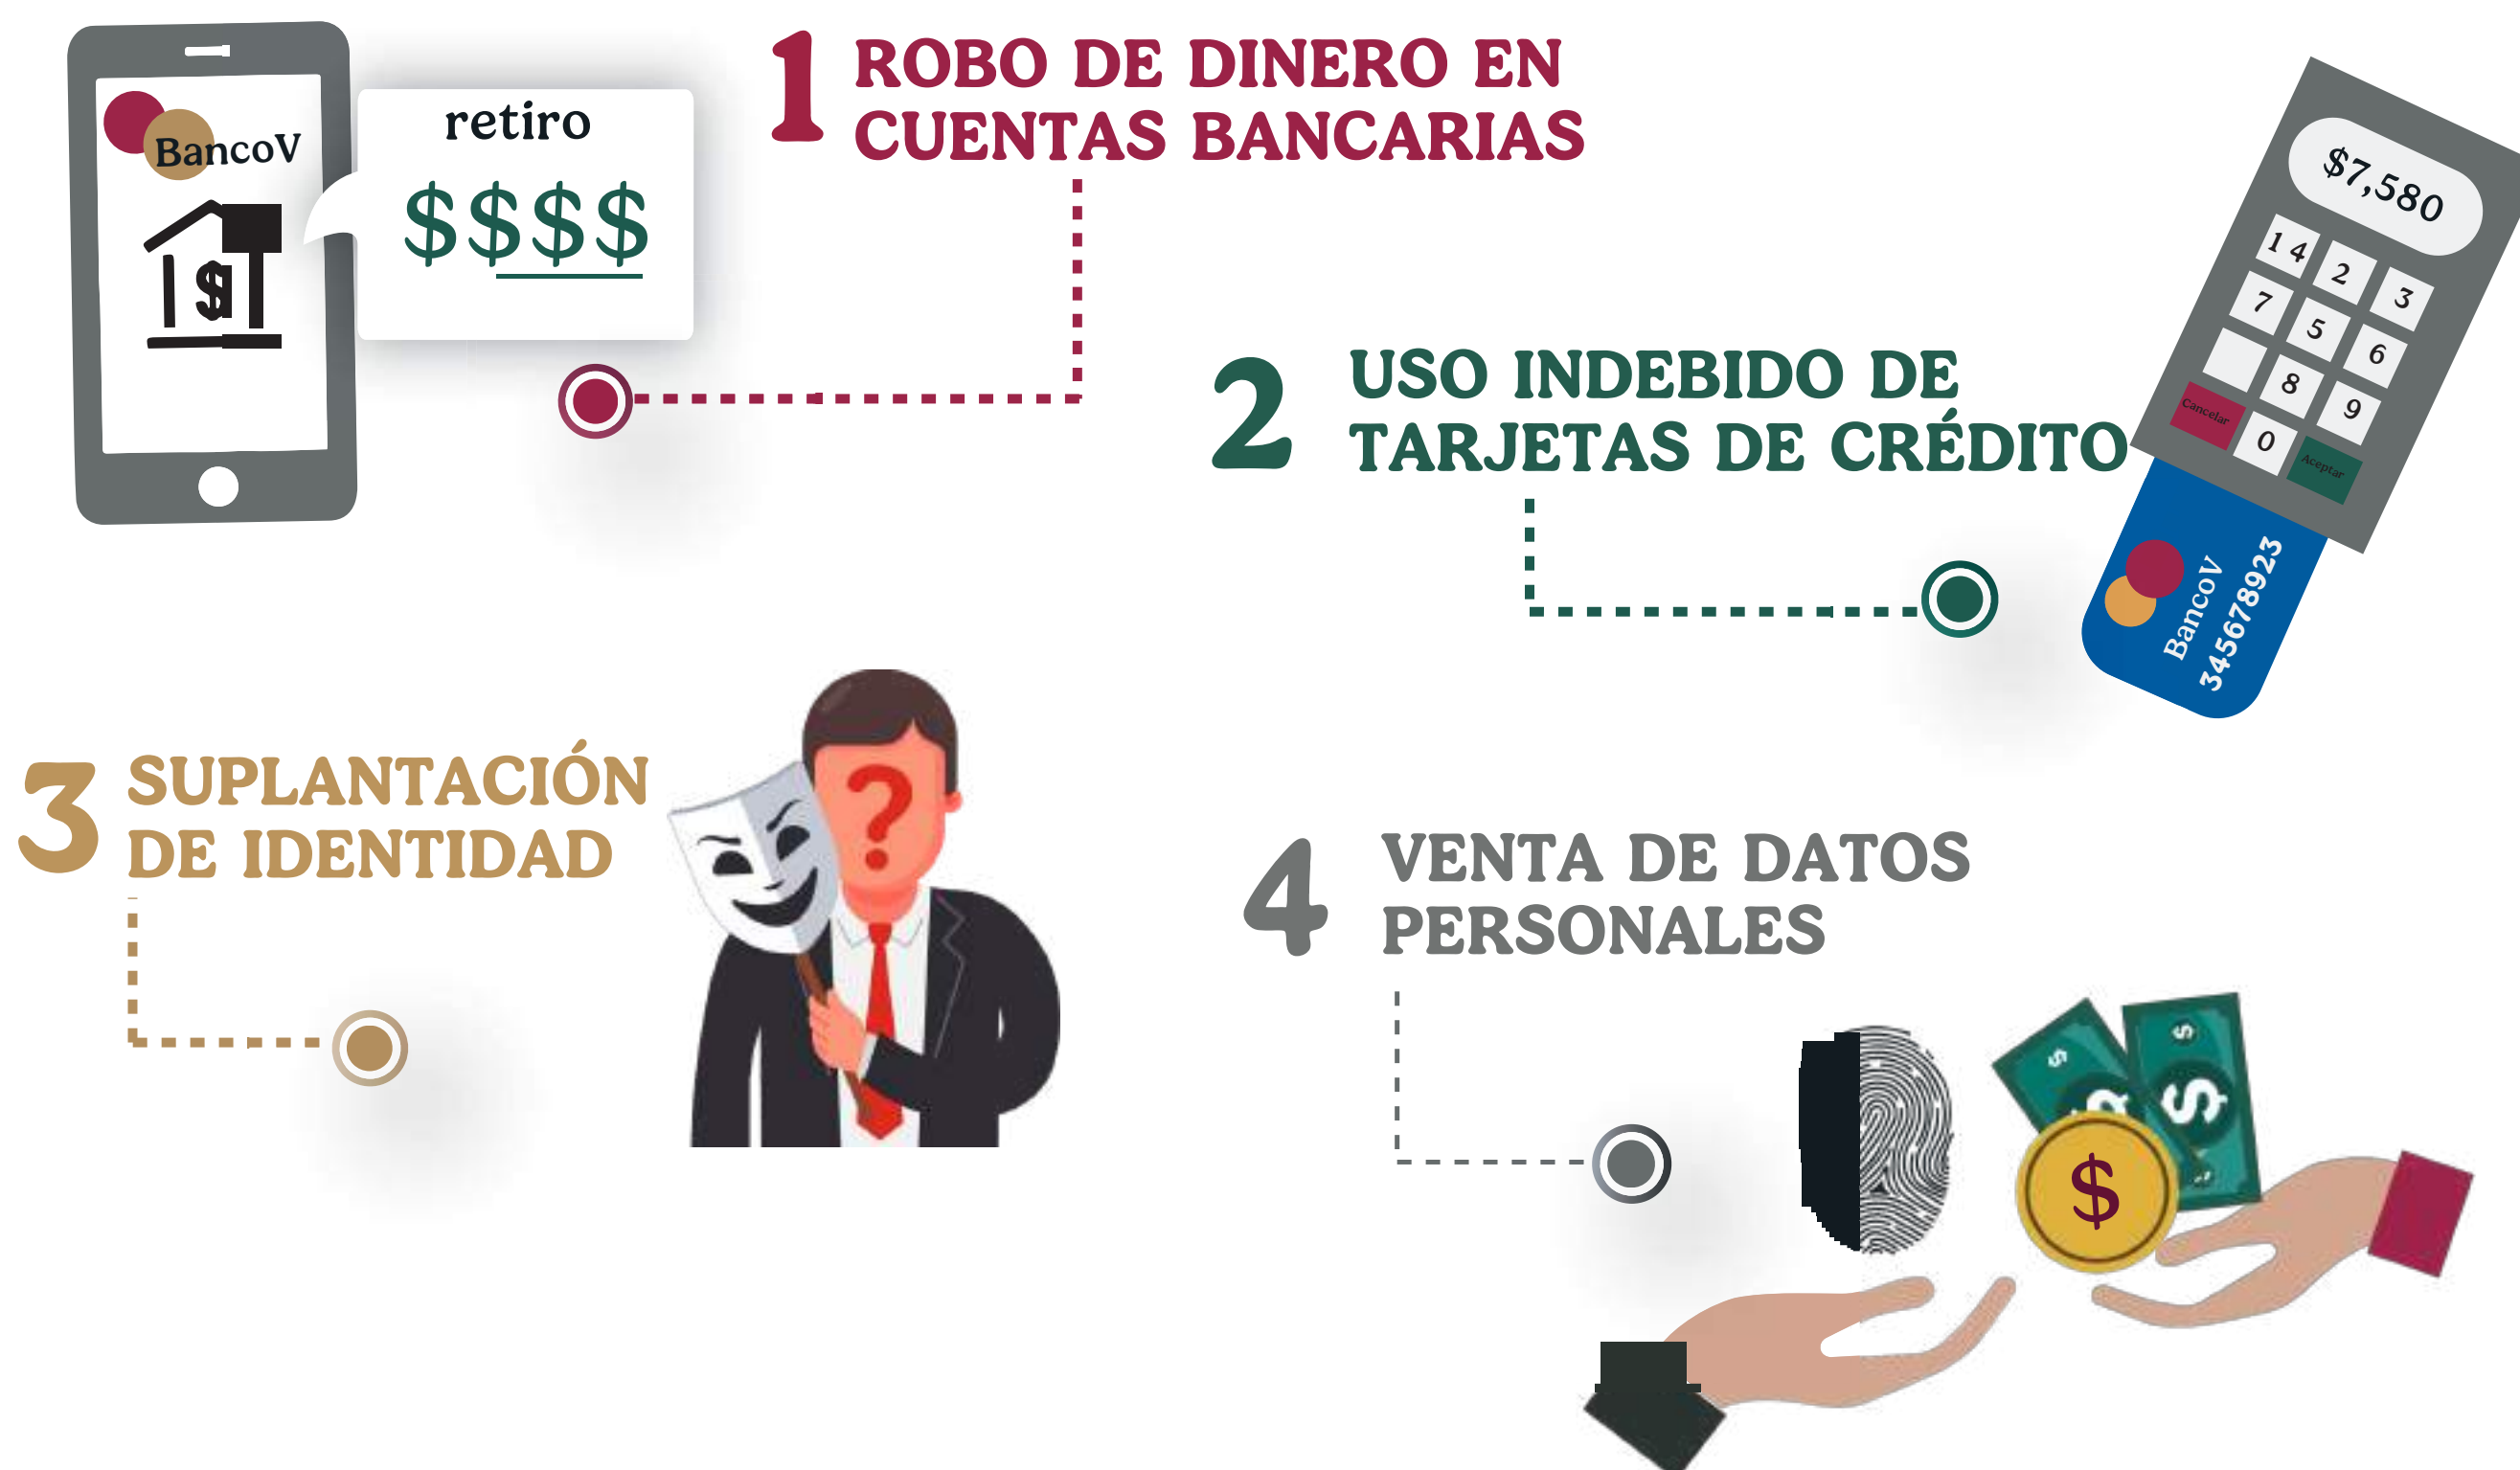 BancoV
retiro
$$$$
$
1 ROBO DE DINERO EN
CUENTAS BANCARIAS
$7,580
1 4 2 3
7 5 6
8 9
Cancelar 0 Aceptar
BancoV
345678923
2 USO INDEBIDO DE
TARJETAS DE CRÉDITO
3 SUPLANTACIÓN
DE IDENTIDAD
?
4 VENTA DE DATOS
PERSONALES
$ $
$ $
$